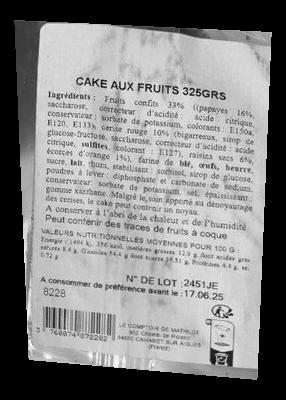 CAKE AUX FRUITS 325GRS
Ingrédients : Fruits confits 33% ((papayes 16%,
saccharose, correcteur d'acidité : acide citrique,
conservateur : sorbate de potassium, colorants : E150a,
E120, E133), cerise rouge 10% (bigarreaux, sirop de
glucose-fructose, saccharose, correcteur d'acidité : acide
citrique, sulfites, colorant : E127), raisins secs 6%,
écorces d'orange 1%), farine de blé, œufs, beurre,
sucre, lait, rhum, stabilisant : sorbitol, sirop de glucose,
poudres à lever : diphosphate et carbonate de sodium,
conservateur: sorbate de potassium, sel, épaississant :
gomme xanthane. Malgré le soin apporté au dénoyautage
des cerises, le cake peut contenir un noyau.
A conserver à l'abri de la chaleur et de l'humidité
Peut contenir des traces de fruits à coque
VALEURS NUTRITIONNELLES MOYENNES POUR 100 G :
Energie : 1494 kj, 356 kcal, matières grasses 12,9 g dont acides gras
saturés 8.4 g, Glucides 54.4 g dont sucres 35.51 g, Protéines 4.4 g, sel
0.72 g
N° DE LOT :2451JE
A consommer de préférence avant le :17.06.25
8228
3 760074 872202
LE COMPTOIR DE MATHILDE
84850 CAMARET SUR AIGUES
(France)